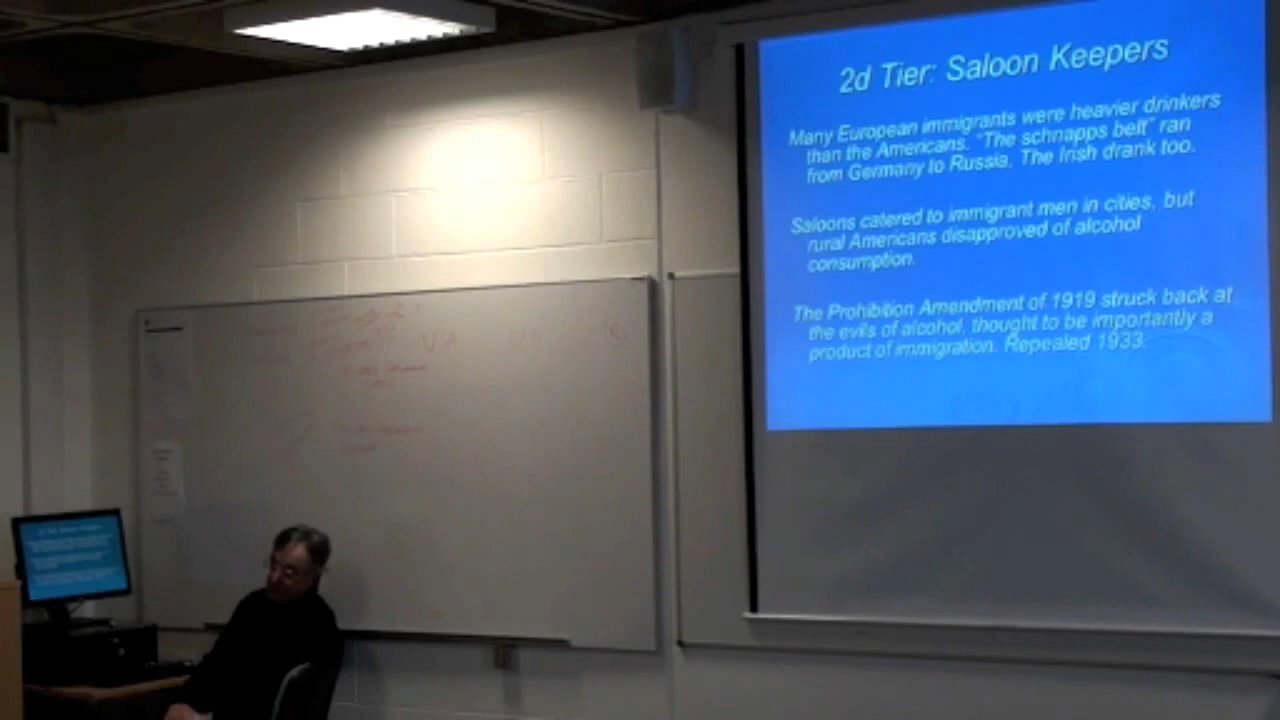 2d Tier: Saloon Keepers
Many European immigrants were heavier drinkers
than the Americans. "The schnapps belt" ran
from Germany to Russia. The Irish drank too.
Saloons catered to immigrant men in cities, but
rural Americans disapproved of alcohol
consumption.
The Prohibition Amendment of 1919 struck back at
the evils of alcohol, thought to be importantly a
product of immigration. Repealed 1933.